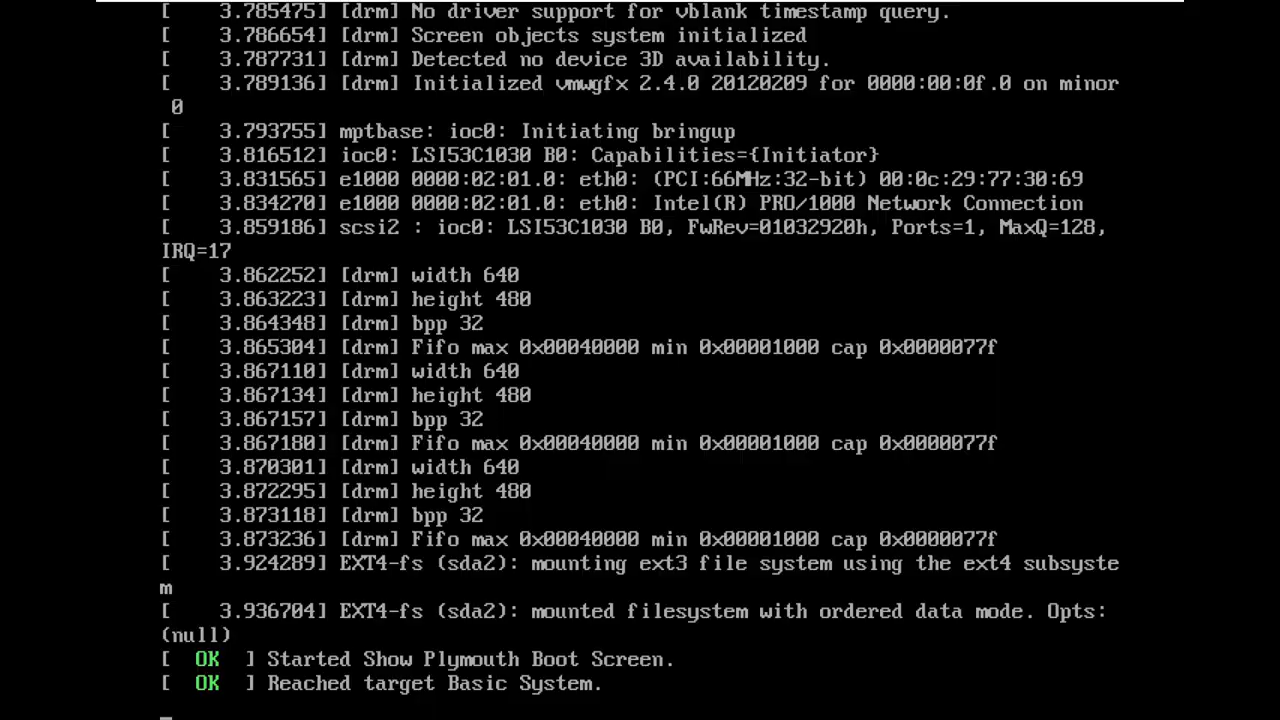 [    3.785475] [drm] No driver support for vblank timestamp query.
[    3.786654] [drm] Screen objects system initialized
[    3.787731] [drm] Detected no device 3D availability.
[    3.789136] [drm] Initialized vmwgfx 2.4.0 20120209 for 0000:00:0f.0 on minor
 0
[    3.793755] mptbase: ioc0: Initiating bringup
[    3.816512] ioc0: LSI53C1030 B0: Capabilities={Initiator}
[    3.831565] e1000 0000:02:01.0: eth0: (PCI:66MHz:32-bit) 00:0c:29:77:30:69
[    3.834270] e1000 0000:02:01.0: eth0: Intel(R) PRO/1000 Network Connection
[    3.859186] scsi2 : ioc0: LSI53C1030 B0, FwRev=01032920h, Ports=1, MaxQ=128,
IRQ=17
[    3.862252] [drm] width 640
[    3.863223] [drm] height 480
[    3.864348] [drm] bpp 32
[    3.865304] [drm] Fifo max 0x00040000 min 0x00001000 cap 0x0000077f
[    3.867110] [drm] width 640
[    3.867134] [drm] height 480
[    3.867157] [drm] bpp 32
[    3.867180] [drm] Fifo max 0x00040000 min 0x00001000 cap 0x0000077f
[    3.870301] [drm] width 640
[    3.872295] [drm] height 480
[    3.873118] [drm] bpp 32
[    3.873236] [drm] Fifo max 0x00040000 min 0x00001000 cap 0x0000077f
[    3.924289] EXT4-fs (sda2): mounting ext3 file system using the ext4 subsyste
m
[    3.936704] EXT4-fs (sda2): mounted filesystem with ordered data mode. Opts:
(null)
[  OK  ] Started Show Plymouth Boot Screen.
[  OK  ] Reached target Basic System.